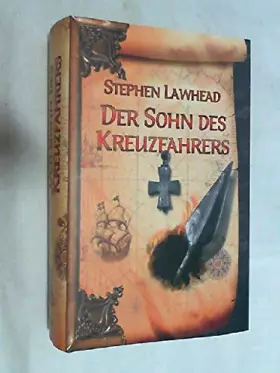 STEPHEN LAWHEAD
DER SOHN DES
KREUZFAHRERS
KREUZFAHRERS